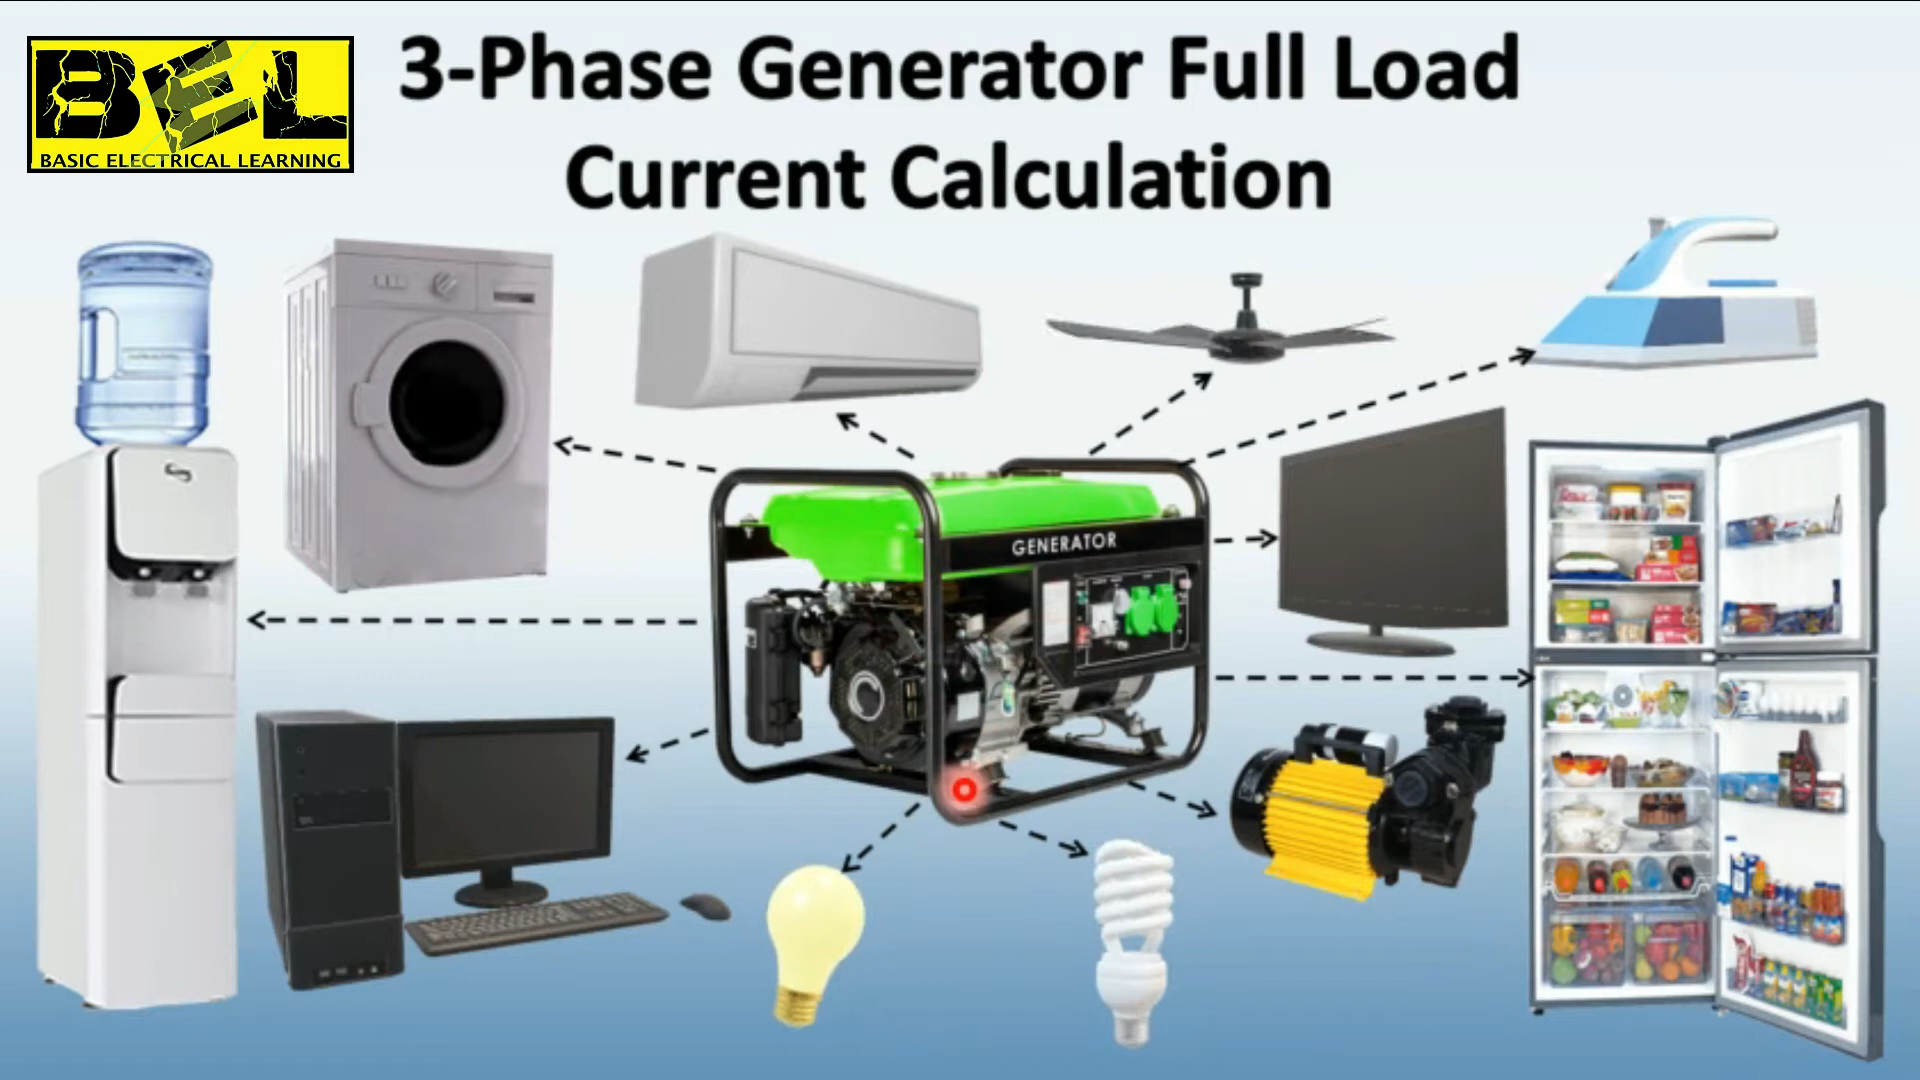 BEL
BASIC ELECTRICAL LEARNING
3-Phase Generator Full Load
Current Calculation
GENERATOR